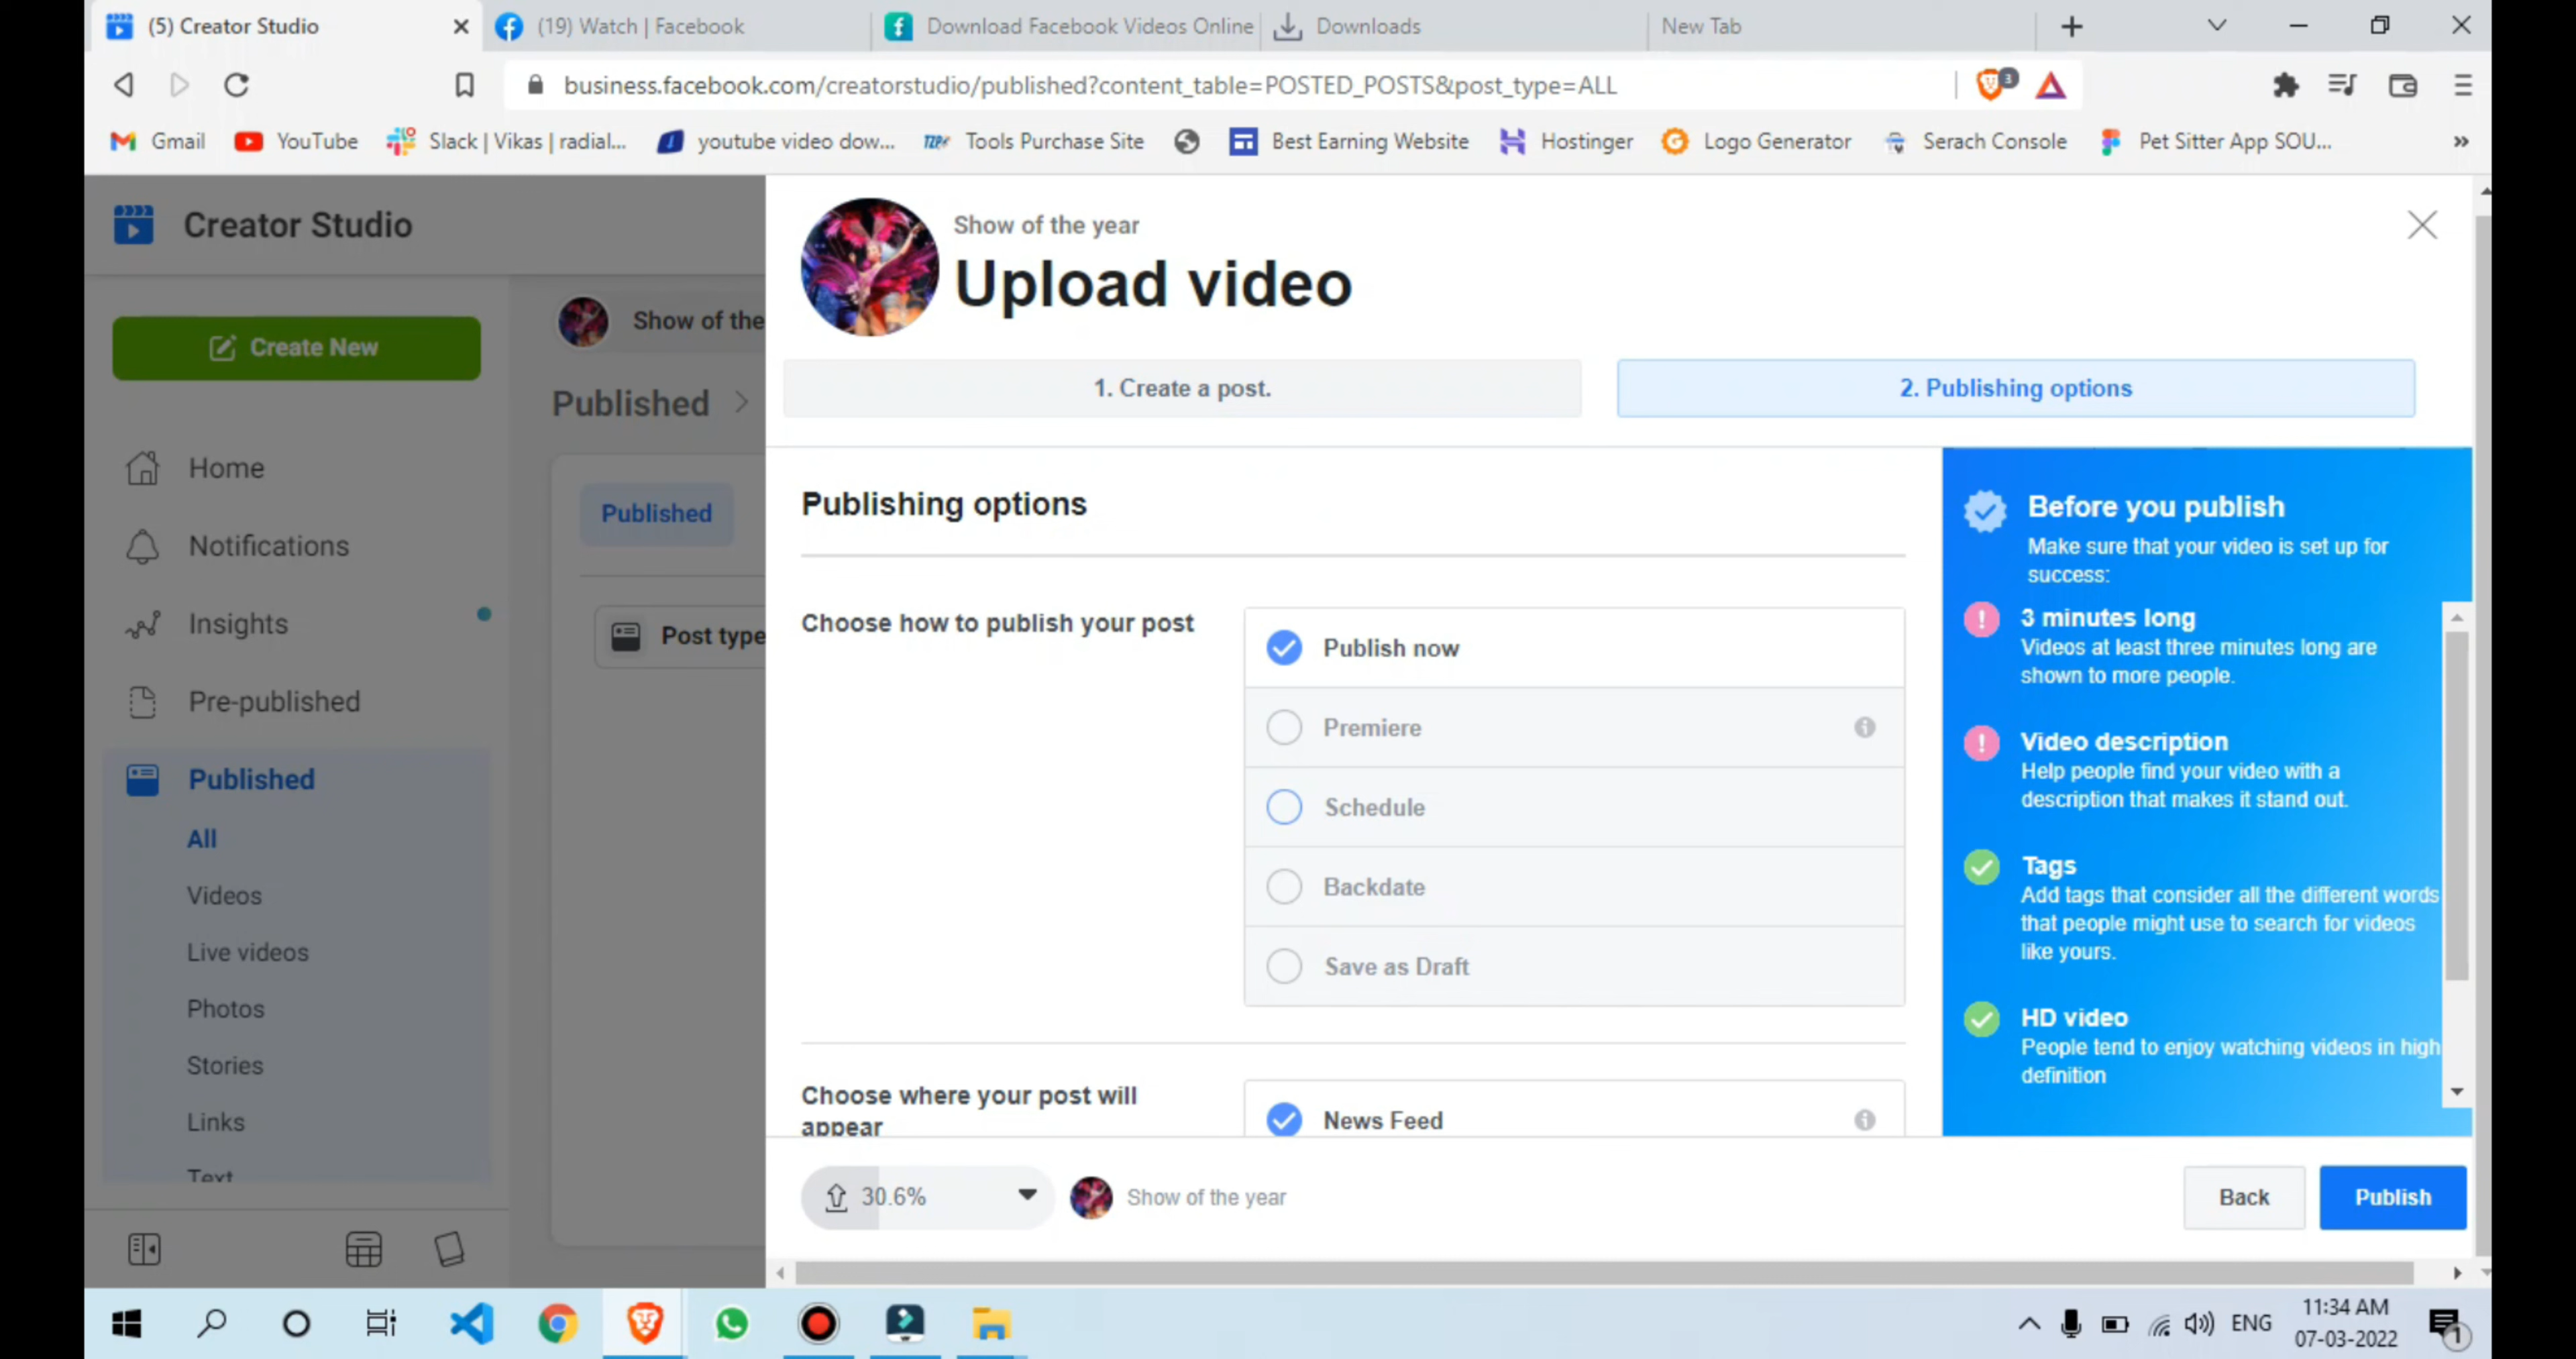 (5) Creator Studio
(19) Watch | Facebook
Download Facebook Videos Online
Downloads
New Tab
business.facebook.com/creatorstudio/published?content_table=POSTED_POSTS&post_type=ALL
3
Gmail
YouTube
Slack | Vikas | radial...
youtube video dow...
Tools Purchase Site
Best Earning Website
Hostinger
Logo Generator
Serach Console
Pet Sitter App SOU...
Creator Studio
Create New
Home
Notifications
Insights
Pre-published
Published
All
Videos
Live videos
Photos
Stories
Links
Text
Show of the
Published
Published
Post type
Show of the year
Upload video
1. Create a post.
2. Publishing options
Publishing options
Choose how to publish your post
Publish now
Premiere
Schedule
Backdate
Save as Draft
Choose where your post will
appear
News Feed
Before you publish
Make sure that your video is set up for
success:
3 minutes long
Videos at least three minutes long are
shown to more people.
Video description
Help people find your video with a
description that makes it stand out.
Tags
Add tags that consider all the different words
that people might use to search for videos
like yours.
HD video
People tend to enjoy watching videos in high
definition
30.6%
Show of the year
Back
Publish
ENG
11:34 AM
07-03-2022
1